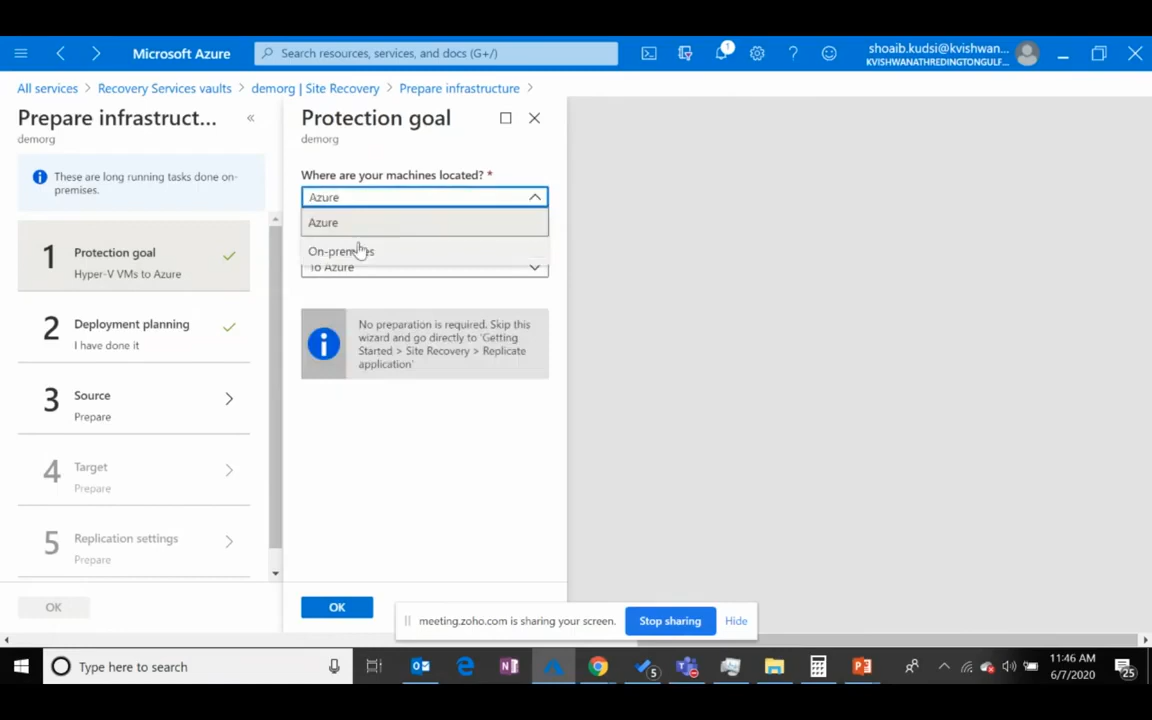 Microsoft Azure
Search resources, services, and docs (G+/)
1
shoaib.kudsi@kvishwan...
KVISHWANATHREDINGTONGULF...
All services > Recovery Services vaults > demorg | Site Recovery > Prepare infrastructure >
Prepare infrastruct...
demorg
These are long running tasks done on-
premises.
1
Protection goal
Hyper-V VMs to Azure
2
Deployment planning
I have done it
3
Source
Prepare
4
Target
Prepare
5
Replication settings
Prepare
OK
Protection goal
demorg
Where are your machines located? *
Azure
Azure
On-premises
To Azure
No preparation is required. Skip this
wizard and go directly to 'Getting
Started > Site Recovery > Replicate
application'
OK
meeting.zoho.com is sharing your screen.
Stop sharing
Hide
Type here to search
5
11:46 AM
6/7/2020
25